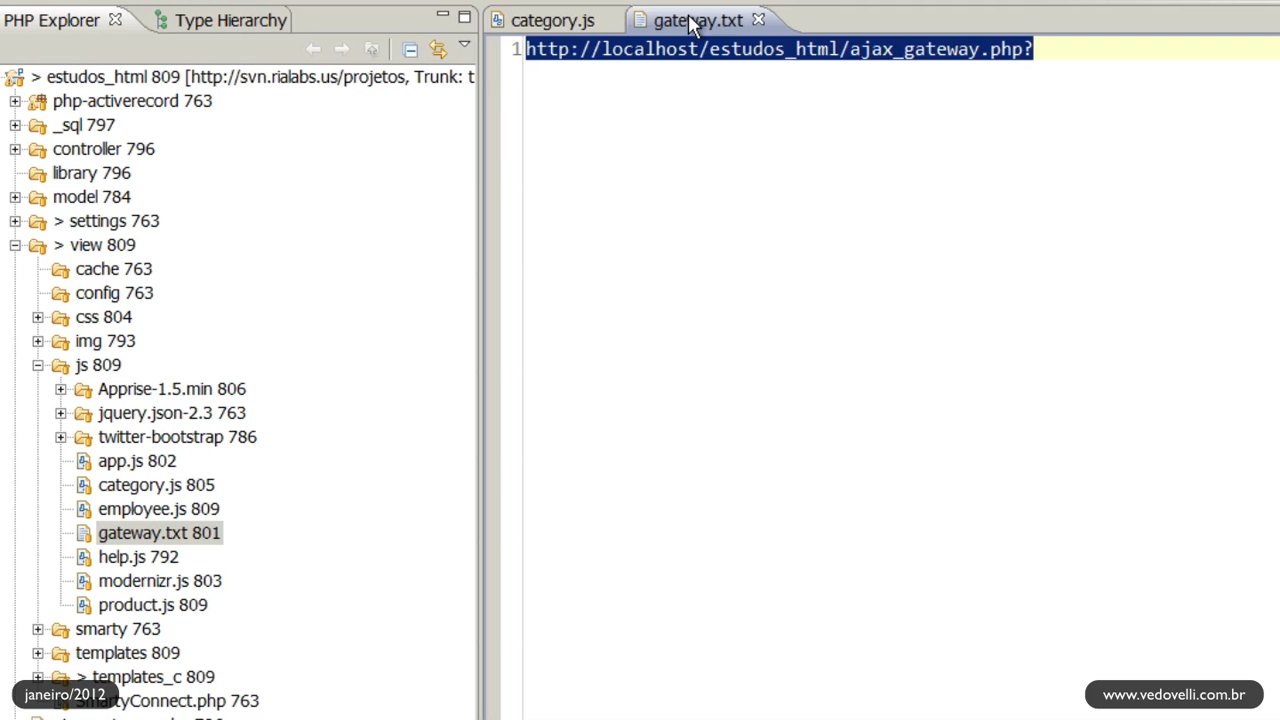 PHP Explorer
Type Hierarchy
category.js
gateway.txt
1 http://localhost/estudos_html/ajax_gateway.php?
> estudos_html 809 [http://svn.rialabs.us/projetos, Trunk: t
php-activerecord 763
_sql 797
controller 796
library 796
model 784
> settings 763
> view 809
cache 763
config 763
css 804
img 793
js 809
Apprise-1.5.min 806
jquery.json-2.3 763
twitter-bootstrap 786
app.js 802
category.js 805
employee.js 809
gateway.txt 801
help.js 792
modernizr.js 803
product.js 809
smarty 763
templates 809
> templates_c 809
SmartyConnect.php 763
janeiro/2012
www.vedovelli.com.br